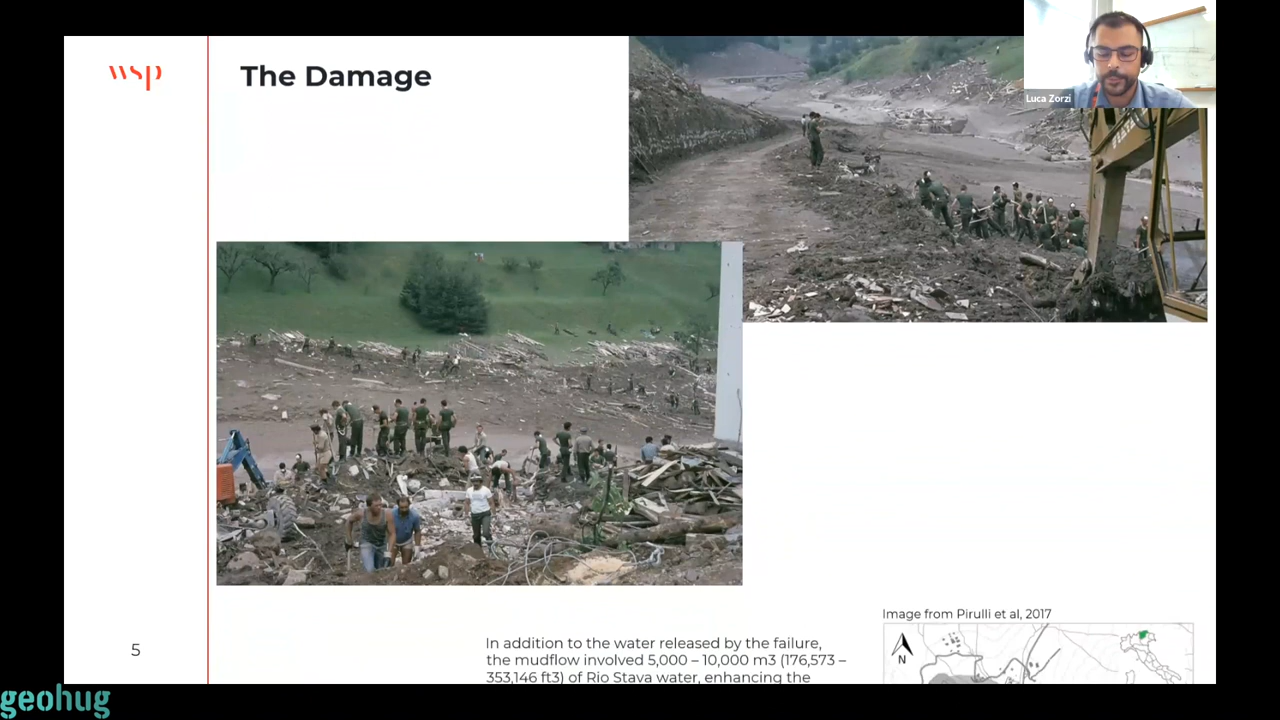 wsp
The Damage
Luca Zorzi
Image from Pirulli et al, 2017
N
In addition to the water released by the failure,
the mudflow involved 5,000 – 10,000 m3 (176,573 –
353,146 ft3) of Rio Stava water, enhancing the
5
geohug